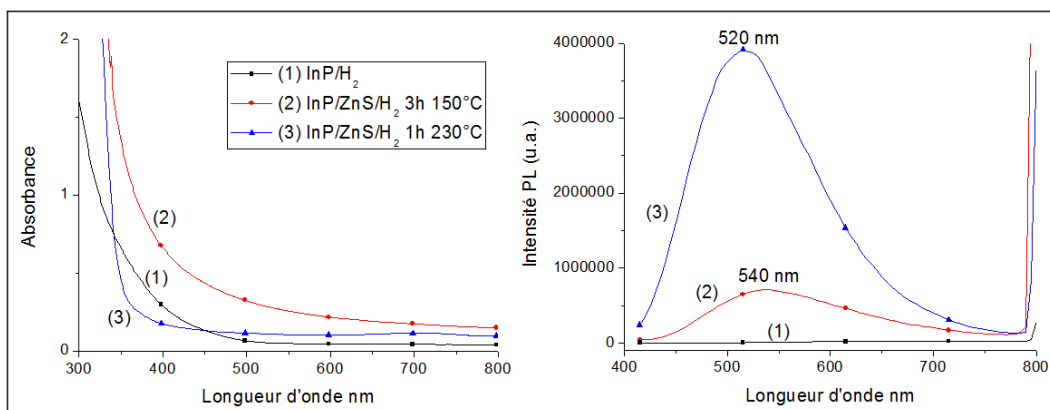 2
1
0
Absorbance
300 400 500 600 700 800
Longueur d'onde nm
(1) InP/H₂
(2) InP/ZnS/H₂ 3h 150°C
(3) InP/ZnS/H₂ 1h 230°C
(2)
(1)
(3)
4000000
3000000
2000000
1000000
0
Intensité PL (u.a.)
400 500 600 700 800
Longueur d'onde nm
520 nm
(3)
540 nm
(2)
(1)